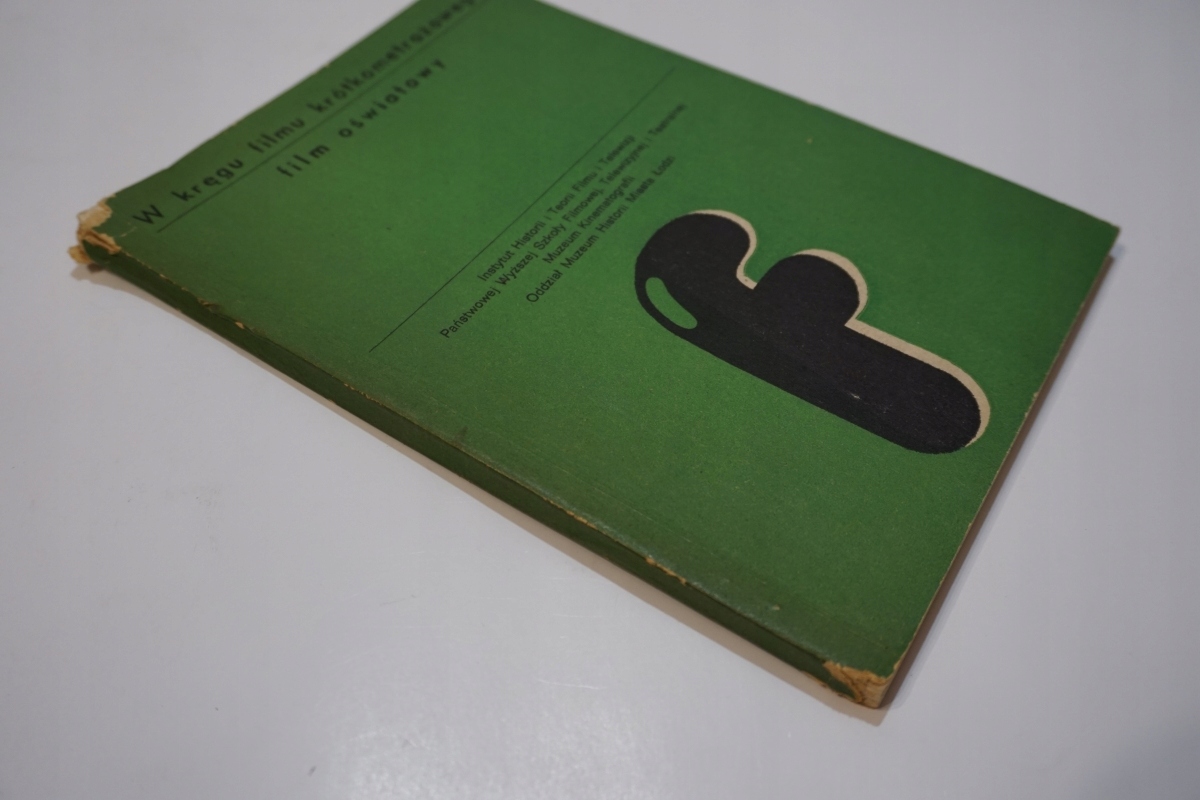 W kręgu filmu krótkometrażowego
film oświatowy
Instytut Historii i Teorii Filmu i Telewizji
Państwowej Wyższej Szkoły Filmowej, Telewizyjnej i Teatralnej
Muzeum Kinematografii
Oddział Muzeum Historii Miasta Łodzi